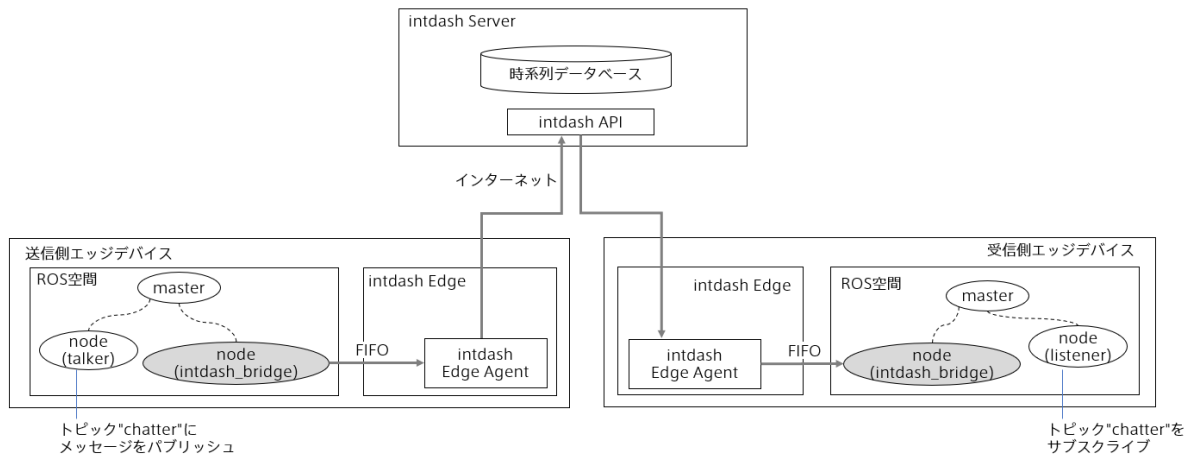 intdash Server
時系列データベース
intdash API
インターネット
送信側エッジデバイス
ROS空間
master
node
(talker)
node
(intdash_bridge)
FIFO
intdash Edge
intdash
Edge Agent
トピック"chatter"に
メッセージをパブリッシュ
受信側エッジデバイス
intdash Edge
intdash
Edge Agent
FIFO
ROS空間
master
node
(intdash_bridge)
node
(listener)
トピック"chatter"を
サブスクライブ